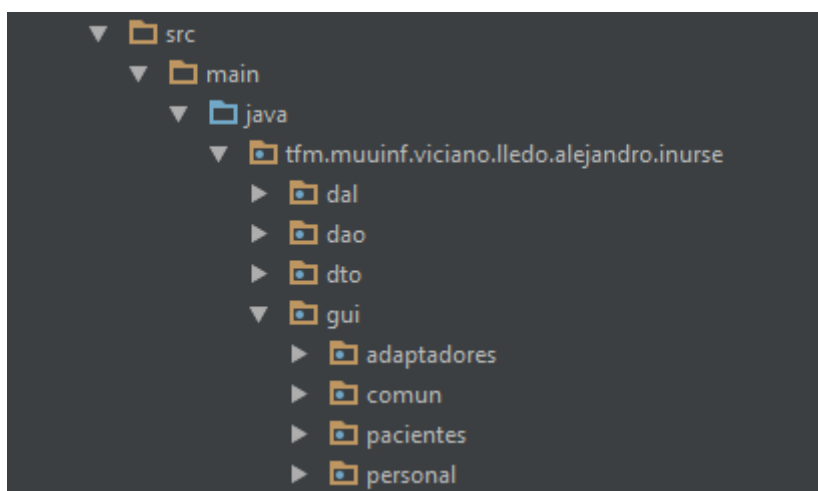 src
main
java
tfm.muuinf.viciano.lledo.alejandro.inurse
dal
dao
dto
gui
adaptadores
comun
pacientes
personal